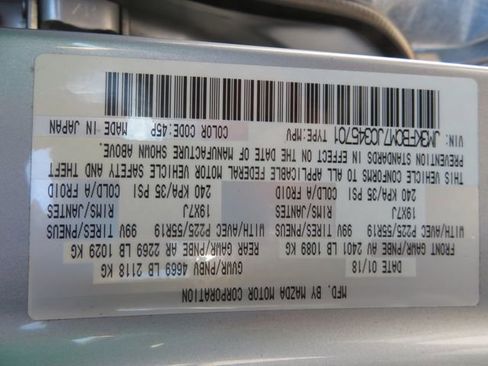 MFD. BY MAZDA MOTOR CORPORATION
DATE 01/18 GVWR/PNBV 4669 LB 2118 KG
FRONT GAWR/PNBE AV 2401 LB 1089 KG REAR GAWR/PNBE AR 2269 LB 1029 KG
WITH/AVEC P225/55R19 99V TIRES/PNEUS WITH/AVEC P225/55R19 99V TIRES/PNEUS
19X7J RIMS/JANTES 19X7J RIMS/JANTES
240 KPA/35 PSI COLD/A FROID 240 KPA/35 PSI COLD/A FROID
THIS VEHICLE CONFORMS TO ALL APPLICABLE FEDERAL MOTOR VEHICLE SAFETY AND THEFT
PREVENTION STANDARDS IN EFFECT ON THE DATE OF MANUFACTURE SHOWN ABOVE.
VIN: JM3KFBCM7J0345701 TYPE:MPV COLOR CODE:45P MADE IN JAPAN